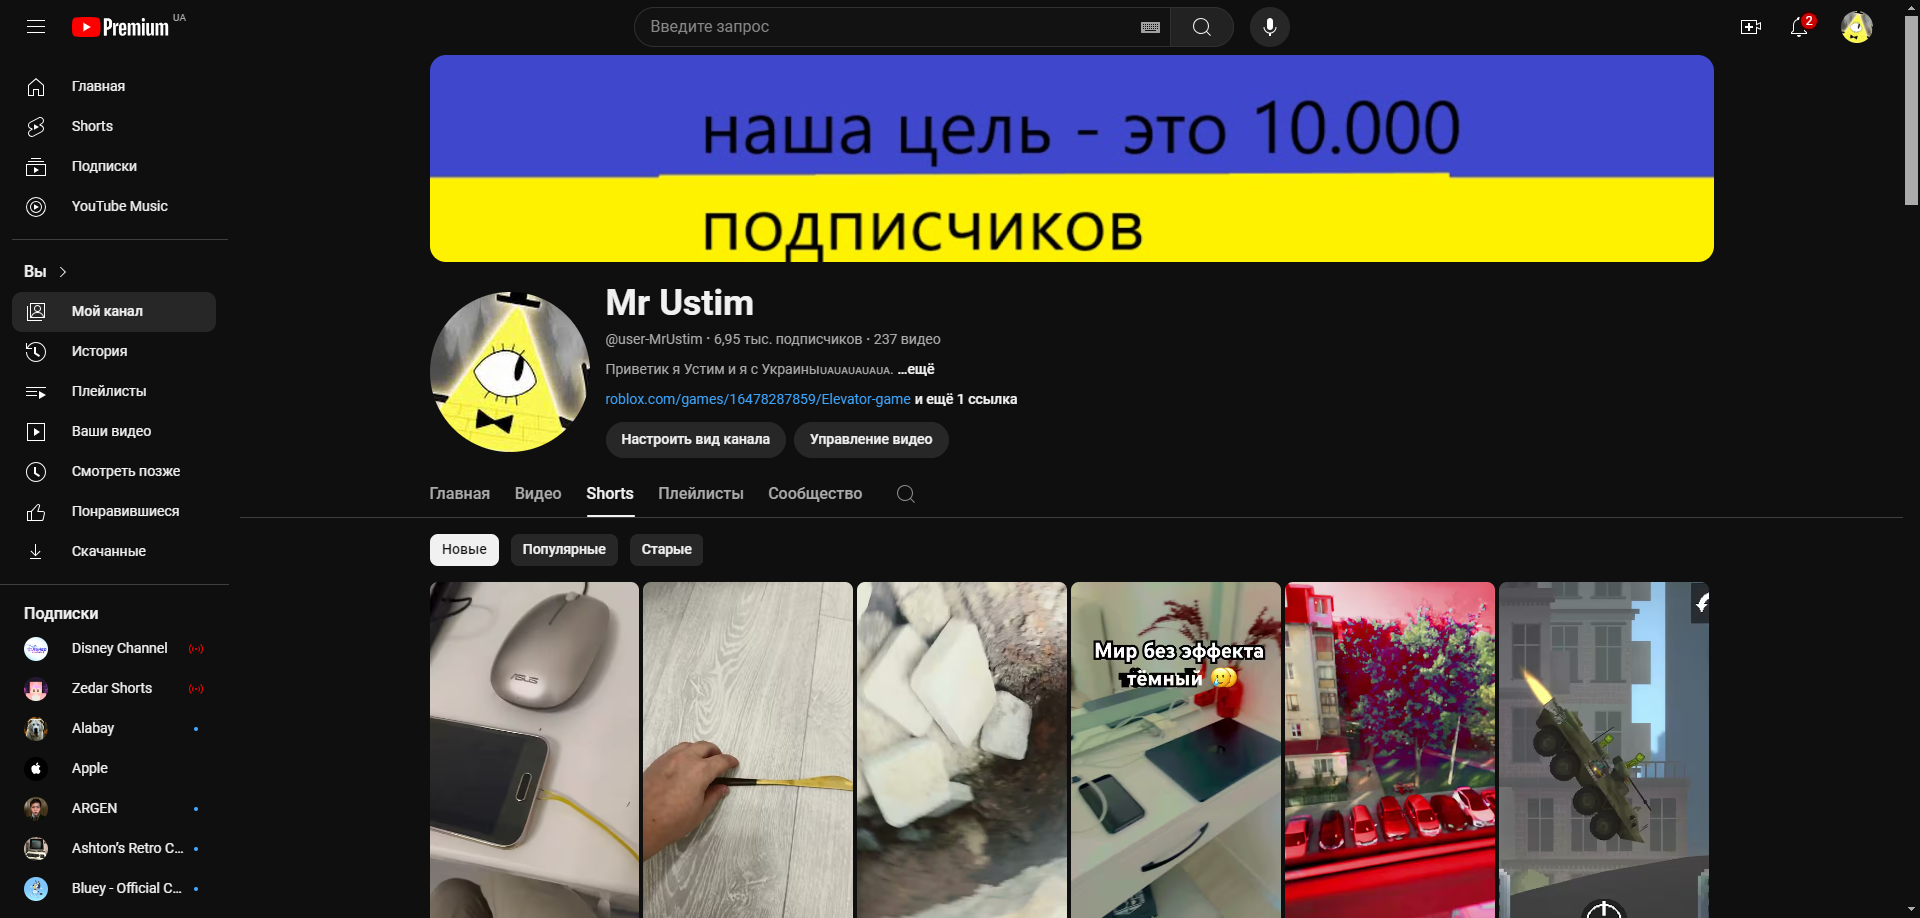 Premium UA
Введите запрос
2
Главная
Shorts
Подписки
YouTube Music
Вы
Мой канал
История
Плейлисты
Ваши видео
Смотреть позже
Понравившиеся
Скачанные
Подписки
Disney Channel
Zedar Shorts
Alabay
Apple
ARGEN
Ashton’s Retro C...
Bluey - Official C...
наша цель - это 10.000
подписчиков
Mr Ustim
@user-MrUstim · 6,95 тыс. подписчиков · 237 видео
Приветик я Устим и я с УкраиныUAUAUAUAUA. ...ещё
roblox.com/games/16478287859/Elevator-game и ещё 1 ссылка
Настроить вид канала
Управление видео
Главная Видео Shorts Плейлисты Сообщество
Новые Популярные Старые
ASUS
Мир без эффекта
тёмный 🥲